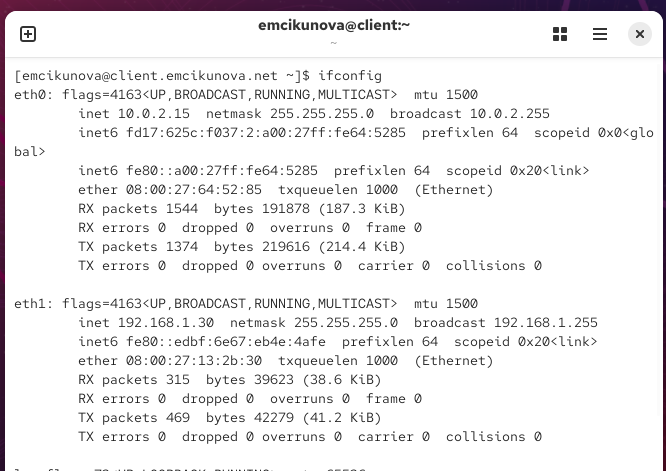 emcikunova@client:~
~
[emcikunova@client.emcikunova.net ~]$ ifconfig
eth0: flags=4163<UP,BROADCAST,RUNNING,MULTICAST>  mtu 1500
        inet 10.0.2.15  netmask 255.255.255.0  broadcast 10.0.2.255
        inet6 fd17:625c:f037:2:a00:27ff:fe64:5285  prefixlen 64  scopeid 0x0<glo
bal>
        inet6 fe80::a00:27ff:fe64:5285  prefixlen 64  scopeid 0x20<link>
        ether 08:00:27:64:52:85  txqueuelen 1000  (Ethernet)
        RX packets 1544  bytes 191878 (187.3 KiB)
        RX errors 0  dropped 0  overruns 0  frame 0
        TX packets 1374  bytes 219616 (214.4 KiB)
        TX errors 0  dropped 0 overruns 0  carrier 0  collisions 0
eth1: flags=4163<UP,BROADCAST,RUNNING,MULTICAST>  mtu 1500
        inet 192.168.1.30  netmask 255.255.255.0  broadcast 192.168.1.255
        inet6 fe80::edbf:6e67:eb4e:4afe  prefixlen 64  scopeid 0x20<link>
        ether 08:00:27:13:2b:30  txqueuelen 1000  (Ethernet)
        RX packets 315  bytes 39623 (38.6 KiB)
        RX errors 0  dropped 0  overruns 0  frame 0
        TX packets 469  bytes 42279 (41.2 KiB)
        TX errors 0  dropped 0 overruns 0  carrier 0  collisions 0